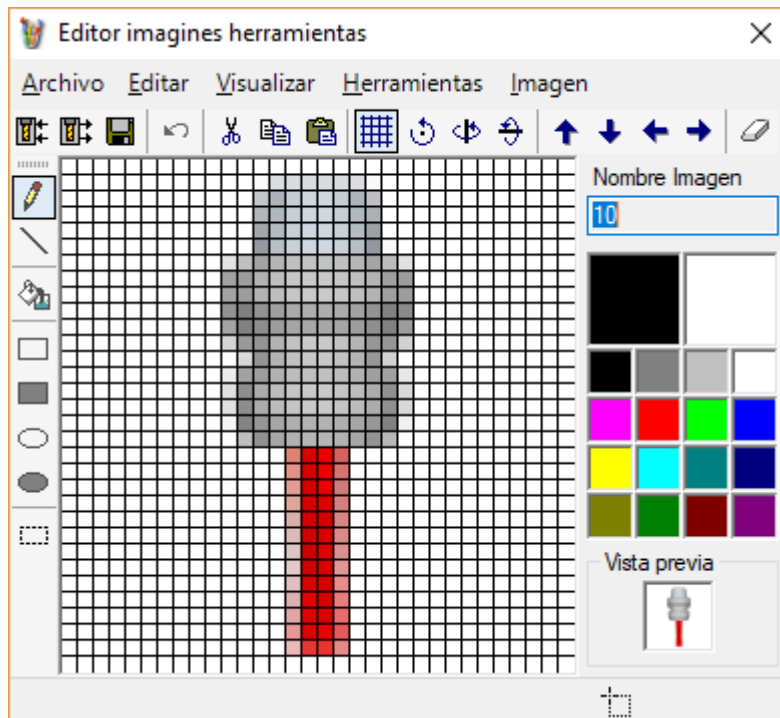 Editor imagines herramientas
Archivo Editar Visualizar Herramientas Imagen
Nombre Imagen
10
Vista previa